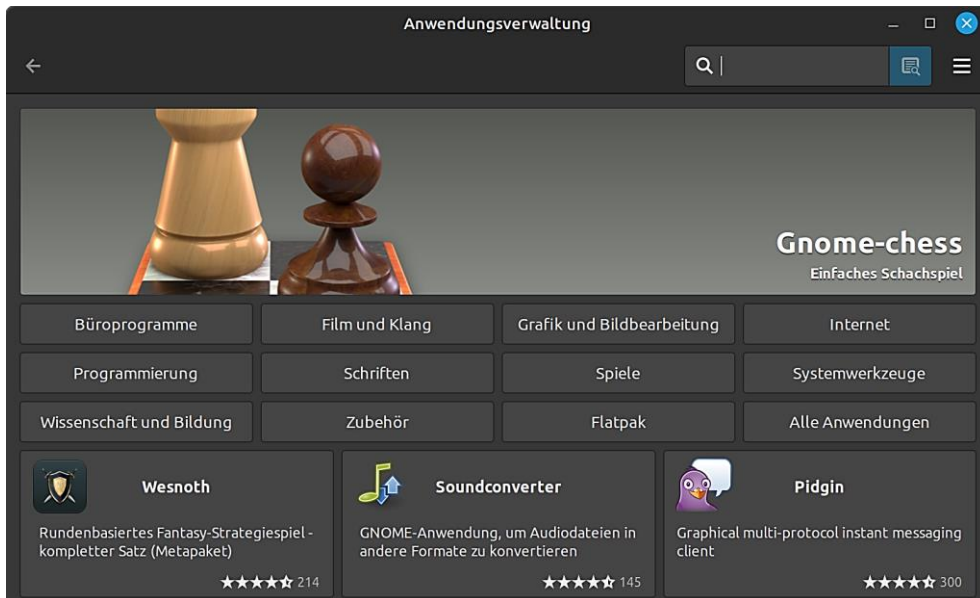 Anwendungsverwaltung
Gnome-chess
Einfaches Schachspiel
Büroprogramme
Film und Klang
Grafik und Bildbearbeitung
Internet
Programmierung
Schriften
Spiele
Systemwerkzeuge
Wissenschaft und Bildung
Zubehör
Flatpak
Alle Anwendungen
Wesnoth
Rundenbasiertes Fantasy-Strategiespiel -
kompletter Satz (Metapaket)
214
Soundconverter
GNOME-Anwendung, um Audiodateien in
andere Formate zu konvertieren
145
Pidgin
Graphical multi-protocol instant messaging
client
300